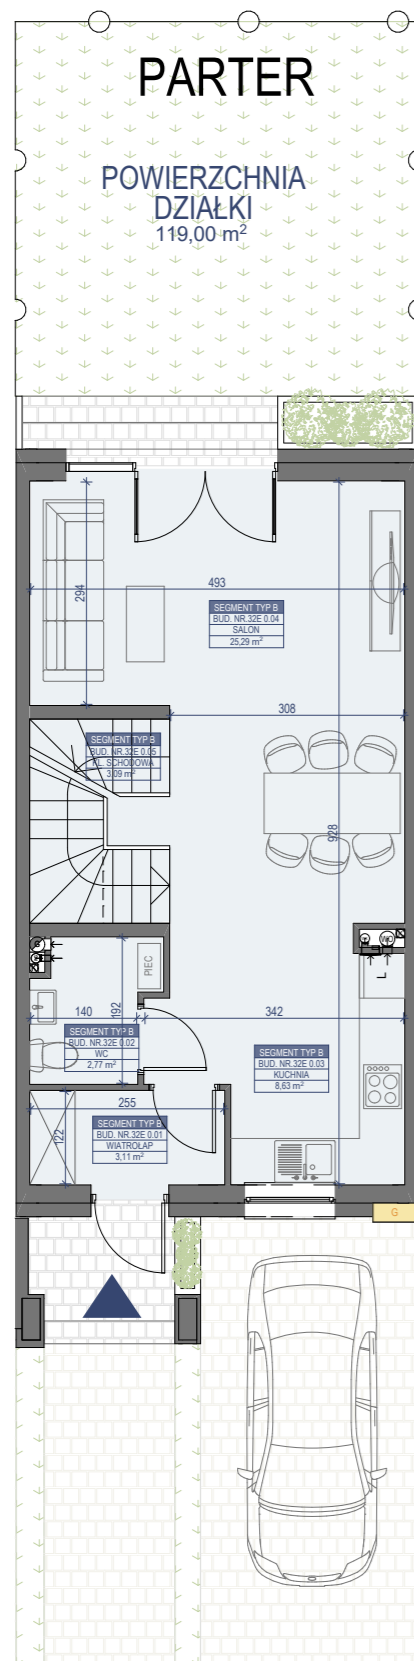 PARTER
POWIERZCHNIA
DZIAŁKI
119,00 m²
493
294
SEGMENT TYP B
BUD. NR.32E 0.04
SALON
25,29 m²
308
SEGMENT TYP B
BUD. NR.32E 0.05
KL. SCHODOWA
3,09 m²
928
PIEC
L
140
192
342
SEGMENT TYP B
BUD. NR.32E 0.02
WC
2,77 m²
SEGMENT TYP B
BUD. NR.32E 0.03
KUCHNIA
8,63 m²
255
122
SEGMENT TYP B
BUD. NR.32E 0.01
WIATROŁAP
3,11 m²
G